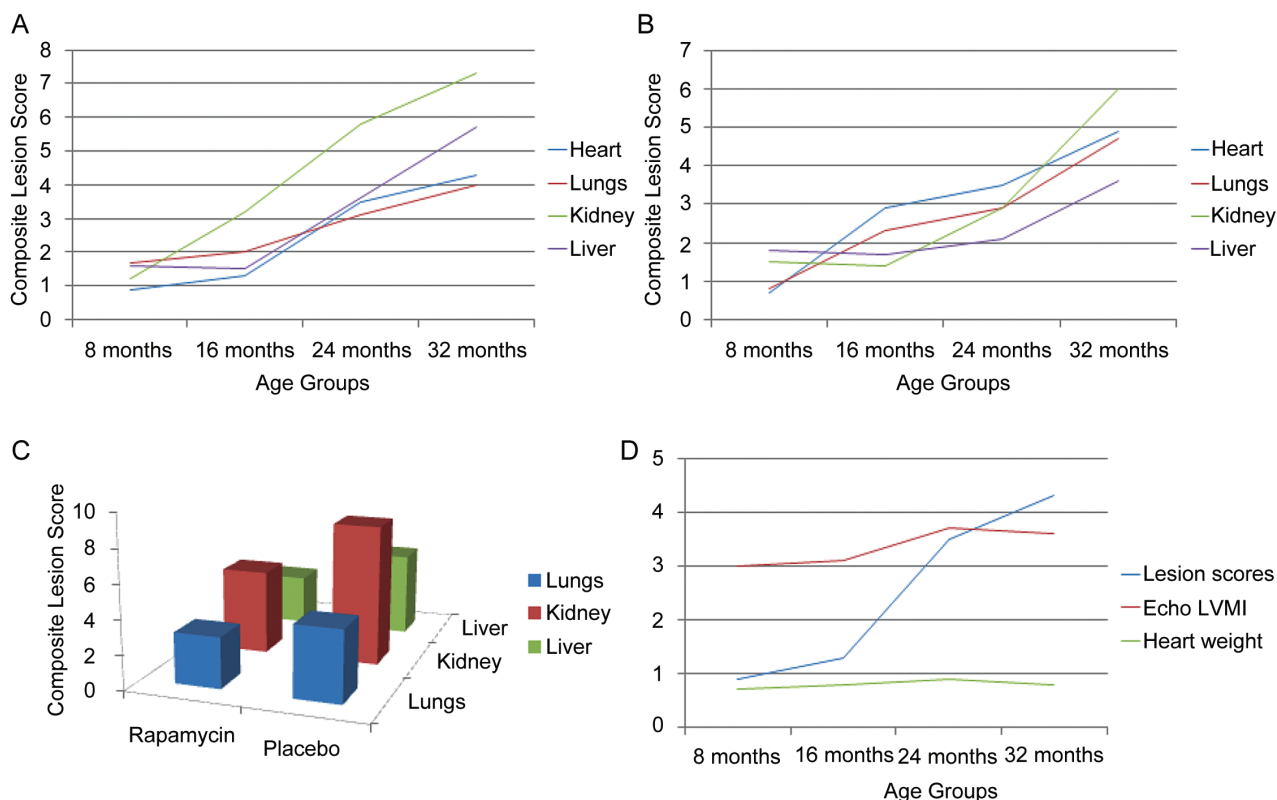 A
8
7
6
5
4
3
2
1
0
Composite Lesion Score
8 months 16 months 24 months 32 months
Age Groups
Heart
Lungs
Kidney
Liver
B
7
6
5
4
3
2
1
0
Composite Lesion Score
8 months 16 months 24 months 32 months
Age Groups
Heart
Lungs
Kidney
Liver
C
10
8
6
4
2
0
Composite Lesion Score
Rapamycin
Placebo
Lungs
Kidney
Liver
Lungs
Kidney
Liver
D
5
4
3
2
1
0
8 months 16 months 24 months 32 months
Age Groups
Lesion scores
Echo LVMI
Heart weight